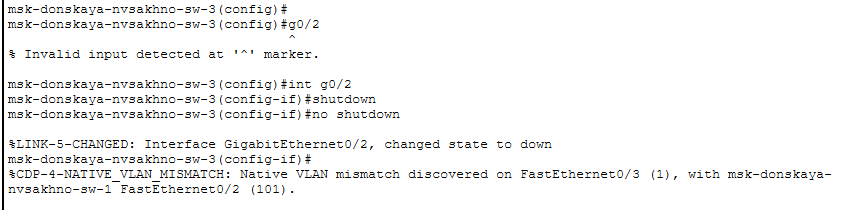 msk-donskaya-nvsakhno-sw-3(config)#
msk-donskaya-nvsakhno-sw-3(config)#g0/2
^
% Invalid input detected at '^' marker.
msk-donskaya-nvsakhno-sw-3(config)#int g0/2
msk-donskaya-nvsakhno-sw-3(config-if)#shutdown
msk-donskaya-nvsakhno-sw-3(config-if)#no shutdown
%LINK-5-CHANGED: Interface GigabitEthernet0/2, changed state to down
msk-donskaya-nvsakhno-sw-3(config-if)#
%CDP-4-NATIVE_VLAN_MISMATCH: Native VLAN mismatch discovered on FastEthernet0/3 (1), with msk-donskaya-
nvsakhno-sw-1 FastEthernet0/2 (101).